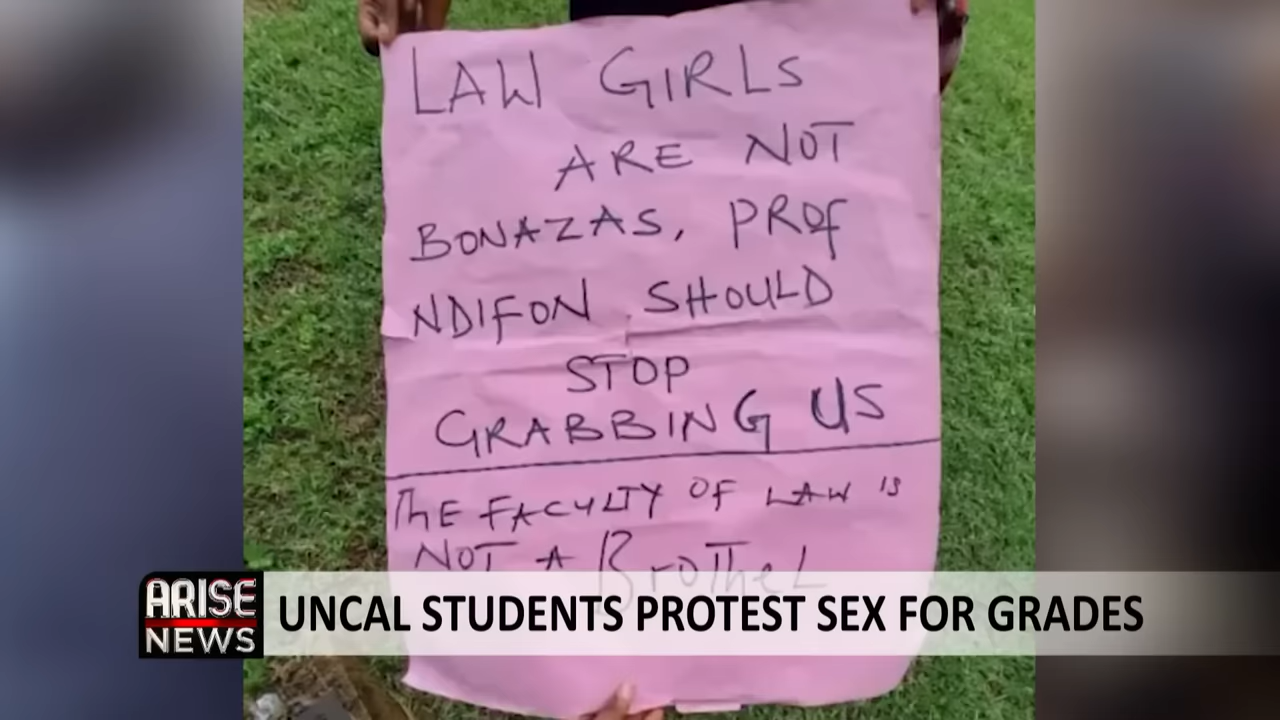 LAW GIRLS
ARE NOT
BONAZAS, PROF
NDIFON SHOULD
STOP
GRABBING US
THE FACULTY OF LAW IS
NOT A BROTHEL
ARISE
NEWS
UNCAL STUDENTS PROTEST SEX FOR GRADES